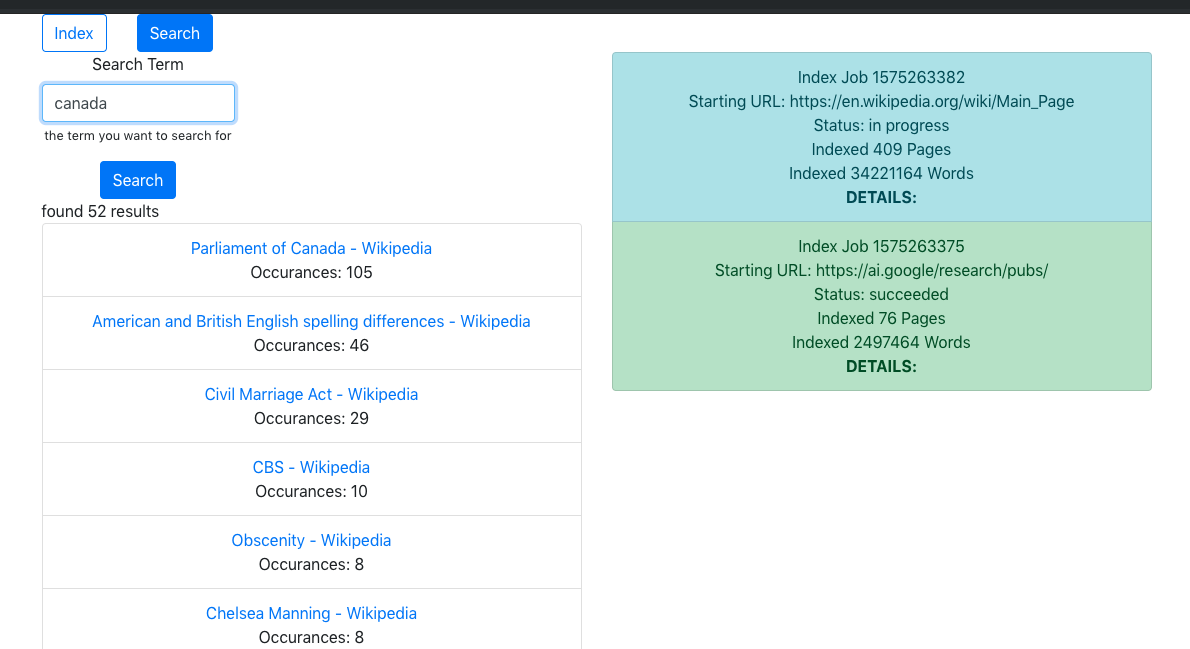 Index
Search
Search Term
canada
the term you want to search for
Search
found 52 results
Parliament of Canada - Wikipedia
Occurances: 105
American and British English spelling differences - Wikipedia
Occurances: 46
Civil Marriage Act - Wikipedia
Occurances: 29
CBS - Wikipedia
Occurances: 10
Obscenity - Wikipedia
Occurances: 8
Chelsea Manning - Wikipedia
Occurances: 8
Index Job 1575263382
Starting URL: https://en.wikipedia.org/wiki/Main_Page
Status: in progress
Indexed 409 Pages
Indexed 34221164 Words
DETAILS:
Index Job 1575263375
Starting URL: https://ai.google/research/pubs/
Status: succeeded
Indexed 76 Pages
Indexed 2497464 Words
DETAILS: